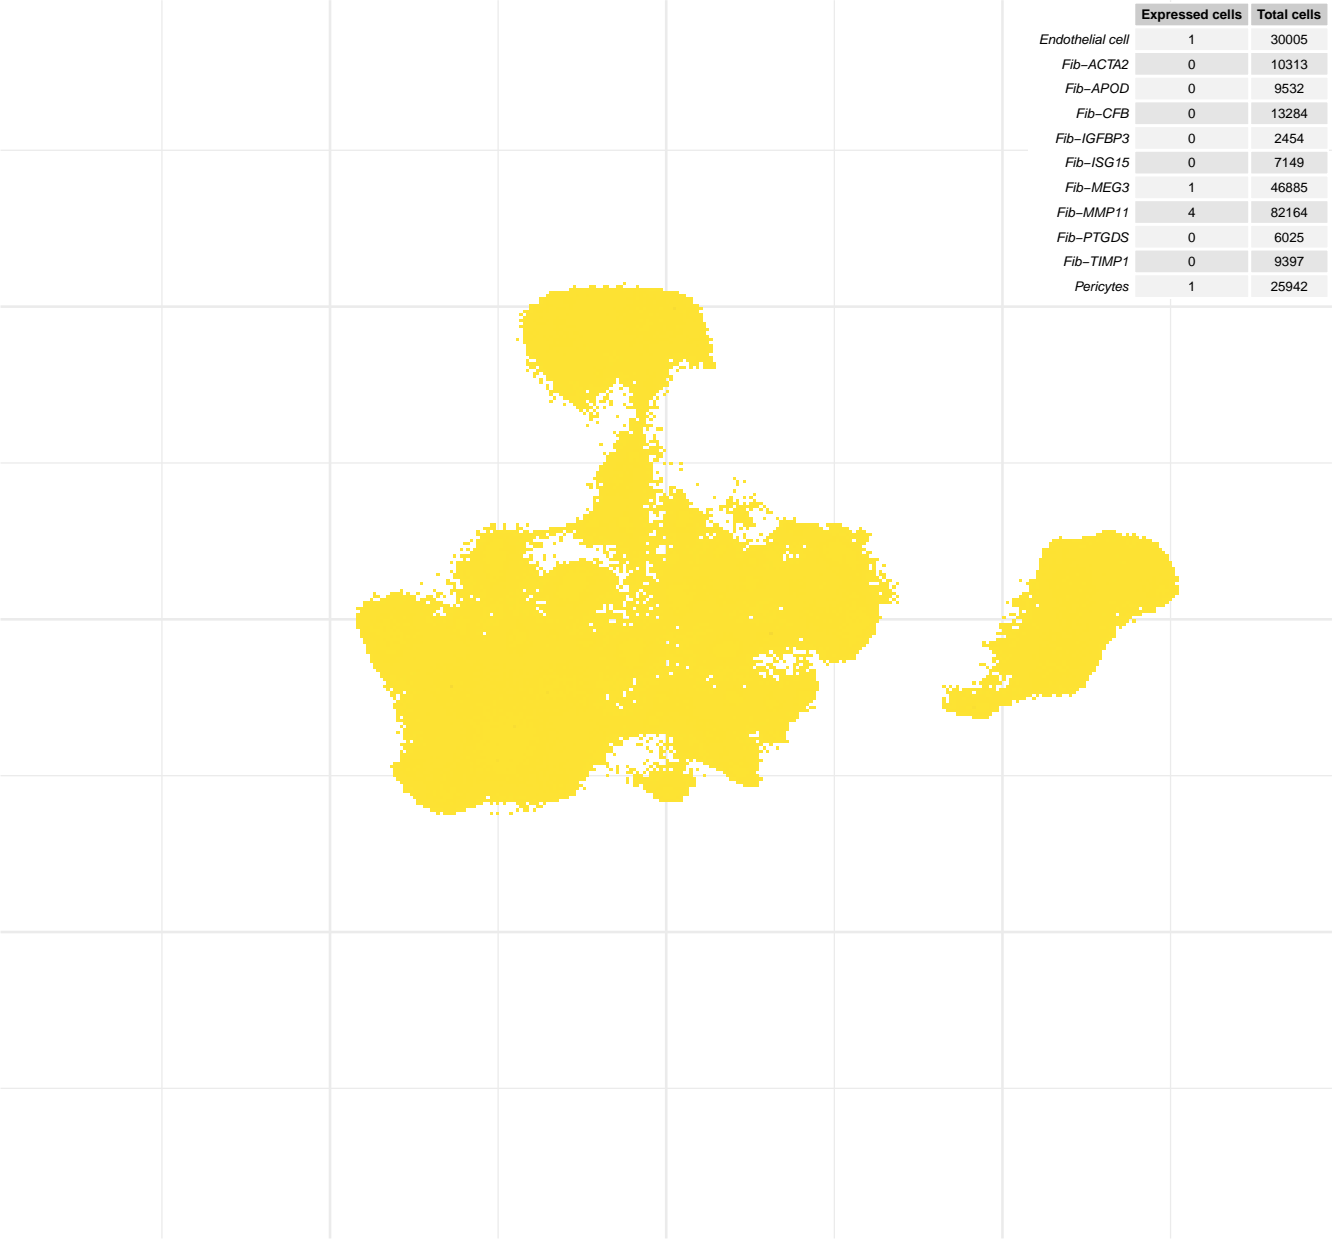 Expressed cells Total cells
Endothelial cell 1 30005
Fib−ACTA2 0 10313
Fib−APOD 0 9532
Fib−CFB 0 13284
Fib−IGFBP3 0 2454
Fib−ISG15 0 7149
Fib−MEG3 1 46885
Fib−MMP11 4 82164
Fib−PTGDS 0 6025
Fib−TIMP1 0 9397
Pericytes 1 25942